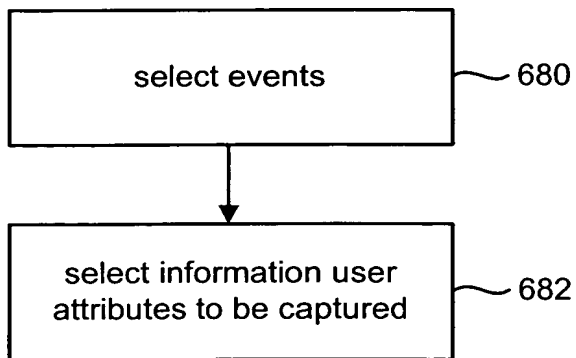 select events
680
select information user
attributes to be captured
682